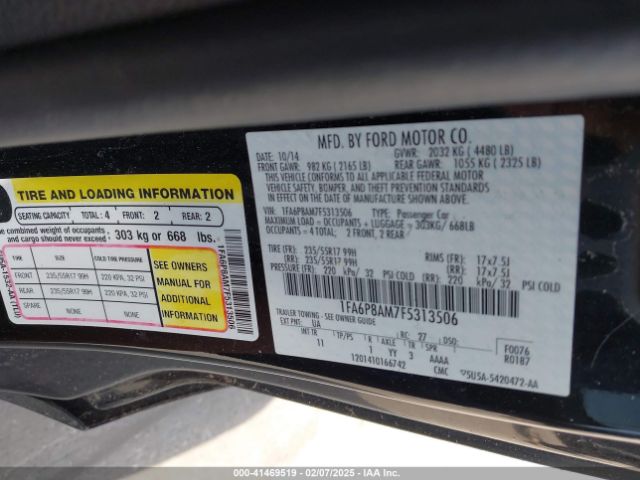 TIRE AND LOADING INFORMATION
SEATING CAPACITY TOTAL: 4 FRONT: 2 REAR: 2
The combined weight of occupants
and cargo should never exceed 303 kg or 668 lbs.
TIRE SIZE COLD TIRE PRESSURE
FRONT 235/55R17 99H 220 KPA, 32 PSI
REAR 235/55R17 99H 220 KPA, 32 PSI
SPARE NONE NONE
SEE OWNERS
MANUAL FOR
ADDITIONAL
INFORMATION
1FA6P8AM7F5313506
MFD. BY FORD MOTOR CO.
DATE: 10/14 GVWR: 2032 KG ( 4480 LB)
FRONT GAWR: 982 KG ( 2165 LB) REAR GAWR: 1055 KG ( 2325 LB)
THIS VEHICLE CONFORMS TO ALL APPLICABLE FEDERAL MOTOR
VEHICLE SAFETY, BUMPER, AND THEFT PREVENTION STANDARDS
IN EFFECT ON THE DATE OF MANUFACTURE SHOWN ABOVE.
VIN: 1FA6P8AM7F5313506 TYPE: Passenger Car
MAXIMUM LOAD = OCCUPANTS + LUGGAGE = 303KG/ 668LB
OCCUPANTS: 4 TOTAL: 2 FRONT, 2 REAR
TIRE (FR): 235/55R17 99H RIMS (FR): 17x7.5J
(RR): 235/55R17 99H (RR): 17x7.5J
PRESSURE (FR): 220 kPa/ 32 PSI COLD (RR): 220 kPa/ 32 PSI COLD
1FA6P8AM7F5313506
TRAILER TOWING - SEE OWNER GUIDE
EXT PNT: UA RC: 27 DSO:
INT TR TP/PS R AXLE TR SPR F0076
11 1 YY 3 AAAA R0187
1201410166742 CMC 5U5A-5420472-AA
000-41469519 - 02/07/2025 - IAAI.COM